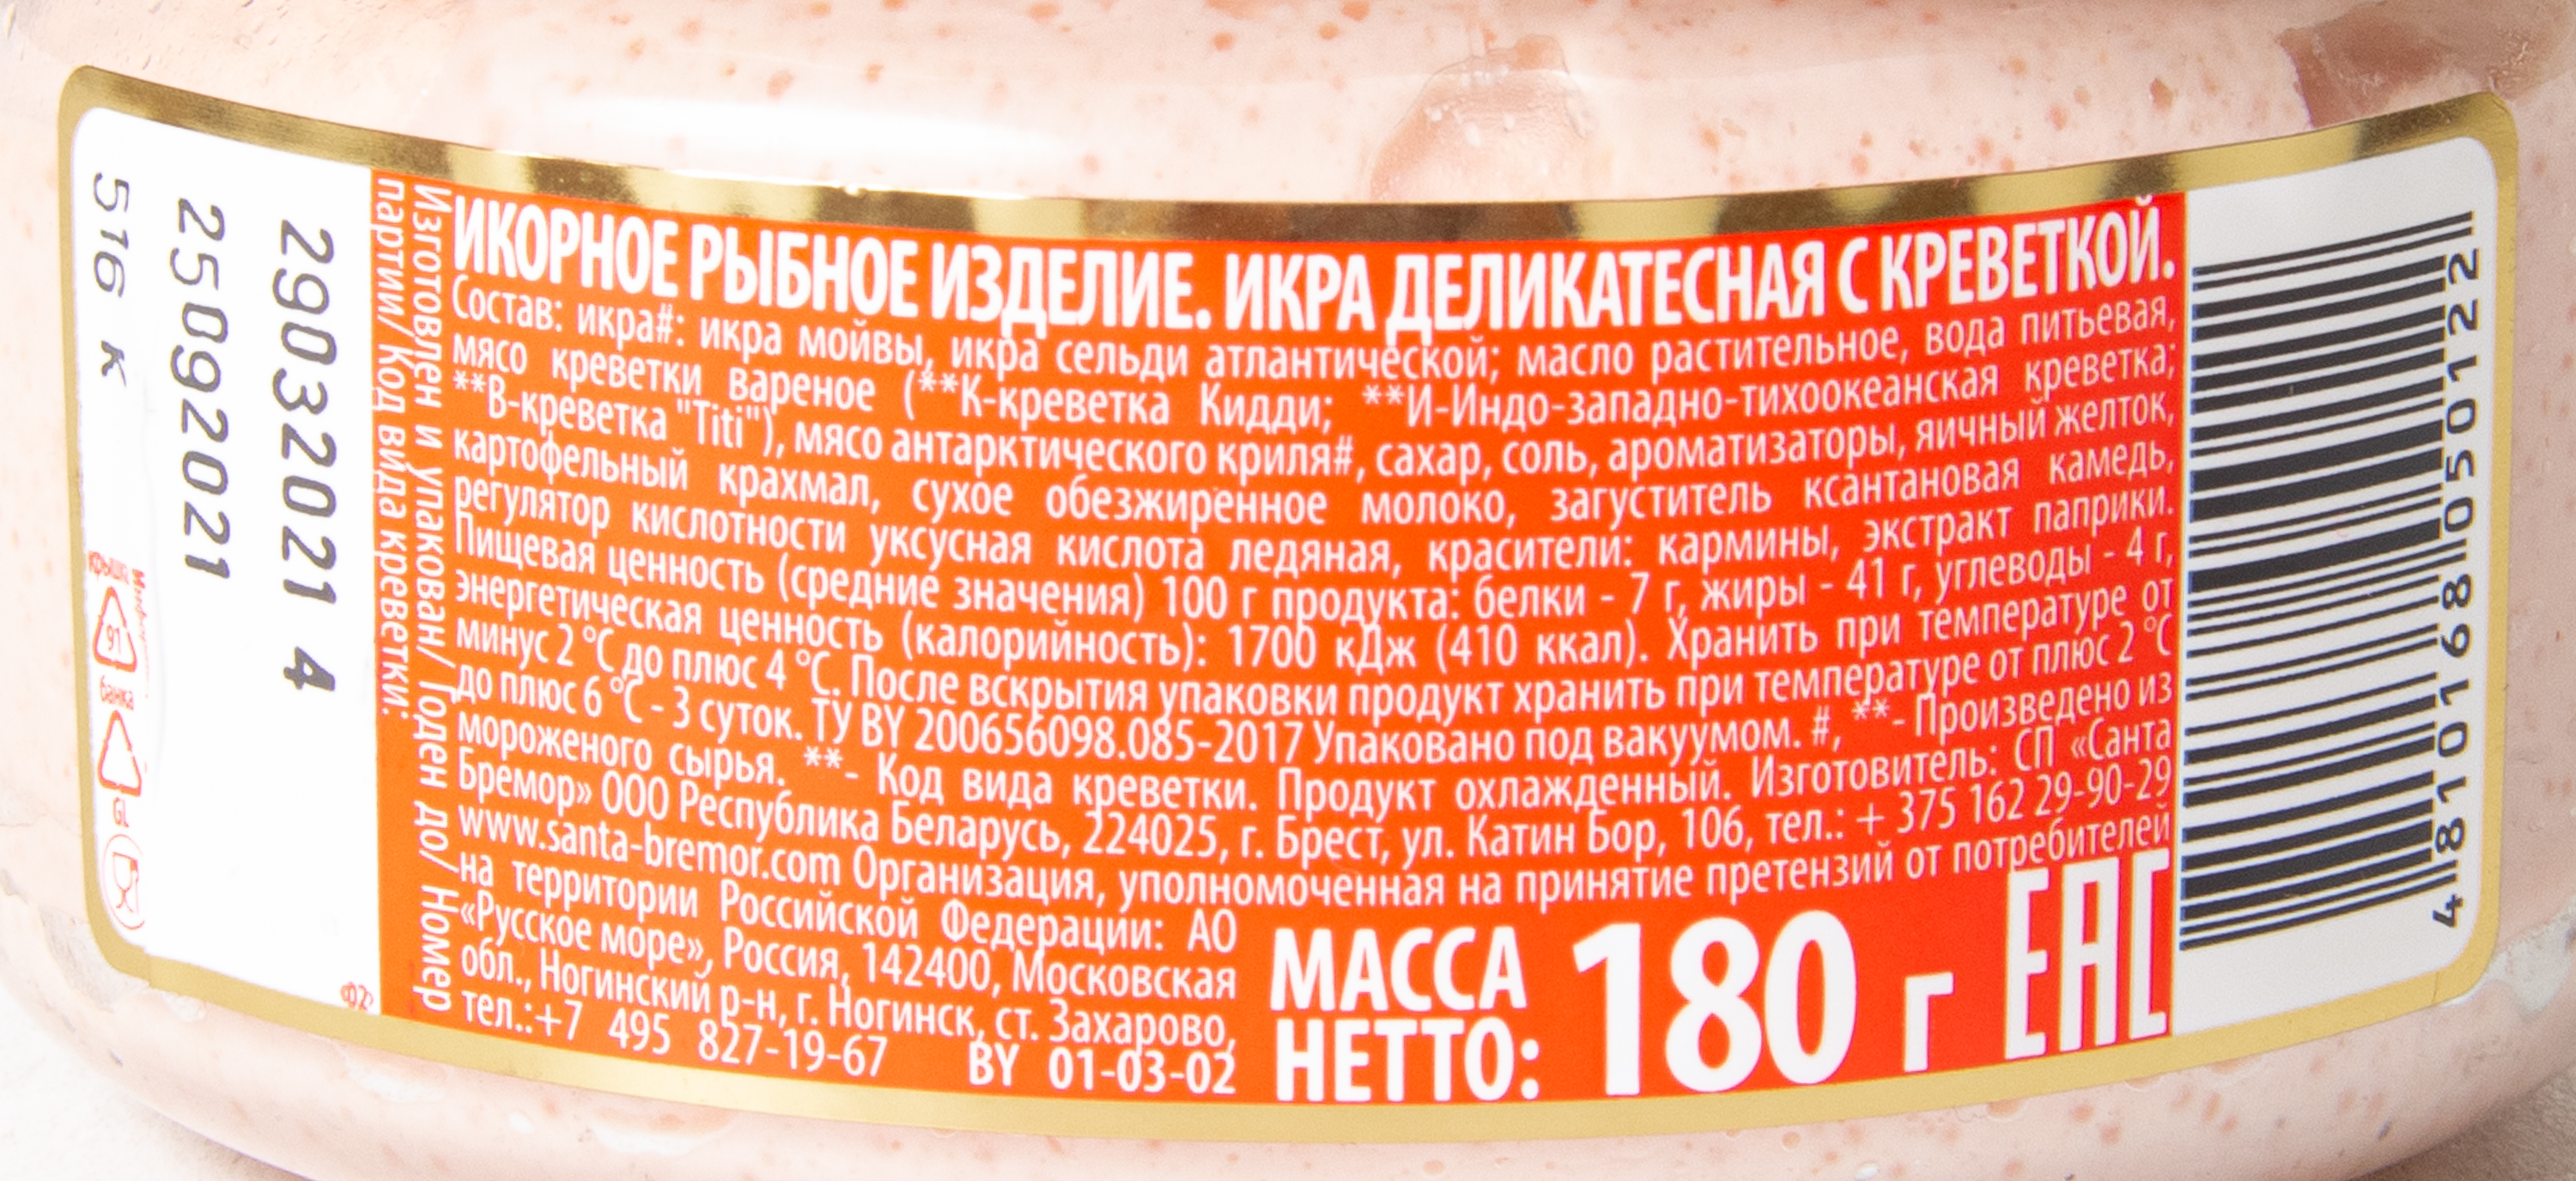 ИКОРНОЕ РЫБНОЕ ИЗДЕЛИЕ. ИКРА ДЕЛИКАТЕСНАЯ С КРЕВЕТКОЙ.
Состав: икра#: икра мойвы, икра сельди атлантической; масло растительное, вода питьевая,
мясо креветки вареное (**К-креветка Кидди; **И-Индо-западно-тихоокеанская креветка;
**В-креветка "Titi"), мясо антарктического криля#, сахар, соль, ароматизаторы, яичный желток,
картофельный крахмал, сухое обезжиренное молоко, загуститель ксантановая камедь,
регулятор кислотности уксусная кислота ледяная, красители: кармины, экстракт паприки.
Пищевая ценность (средние значения) 100 г продукта: белки - 7 г, жиры - 41 г, углеводы - 4 г,
энергетическая ценность (калорийность): 1700 кДж (410 ккал). Хранить при температуре от
минус 2 °С до плюс 4 °С. После вскрытия упаковки продукт хранить при температуре от плюс 2 °С
до плюс 6 °С - 3 суток. ТУ BY 200656098.085-2017 Упаковано под вакуумом. #, **- Произведено из
мороженого сырья. **- Код вида креветки. Продукт охлажденный. Изготовитель: СП «Санта
Бремор» ООО Республика Беларусь, 224025, г. Брест, ул. Катин Бор, 106, тел.: + 375 162 29-90-29
www.santa-bremor.com Организация, уполномоченная на принятие претензий от потребителей
на территории Российской Федерации: АО
«Русское море», Россия, 142400, Московская
обл., Ногинский р-н, г. Ногинск, ст. Захарово,
тел.:+7 495 827-19-67 BY 01-03-02
МАССА
НЕТТО: 180 г ЕАС
Изготовлен и упакован/ Годен до/ Номер
партии/ Код вида креветки:
29032021 4
25092021
516 К
крышка
91
банка
GL
4810168050122